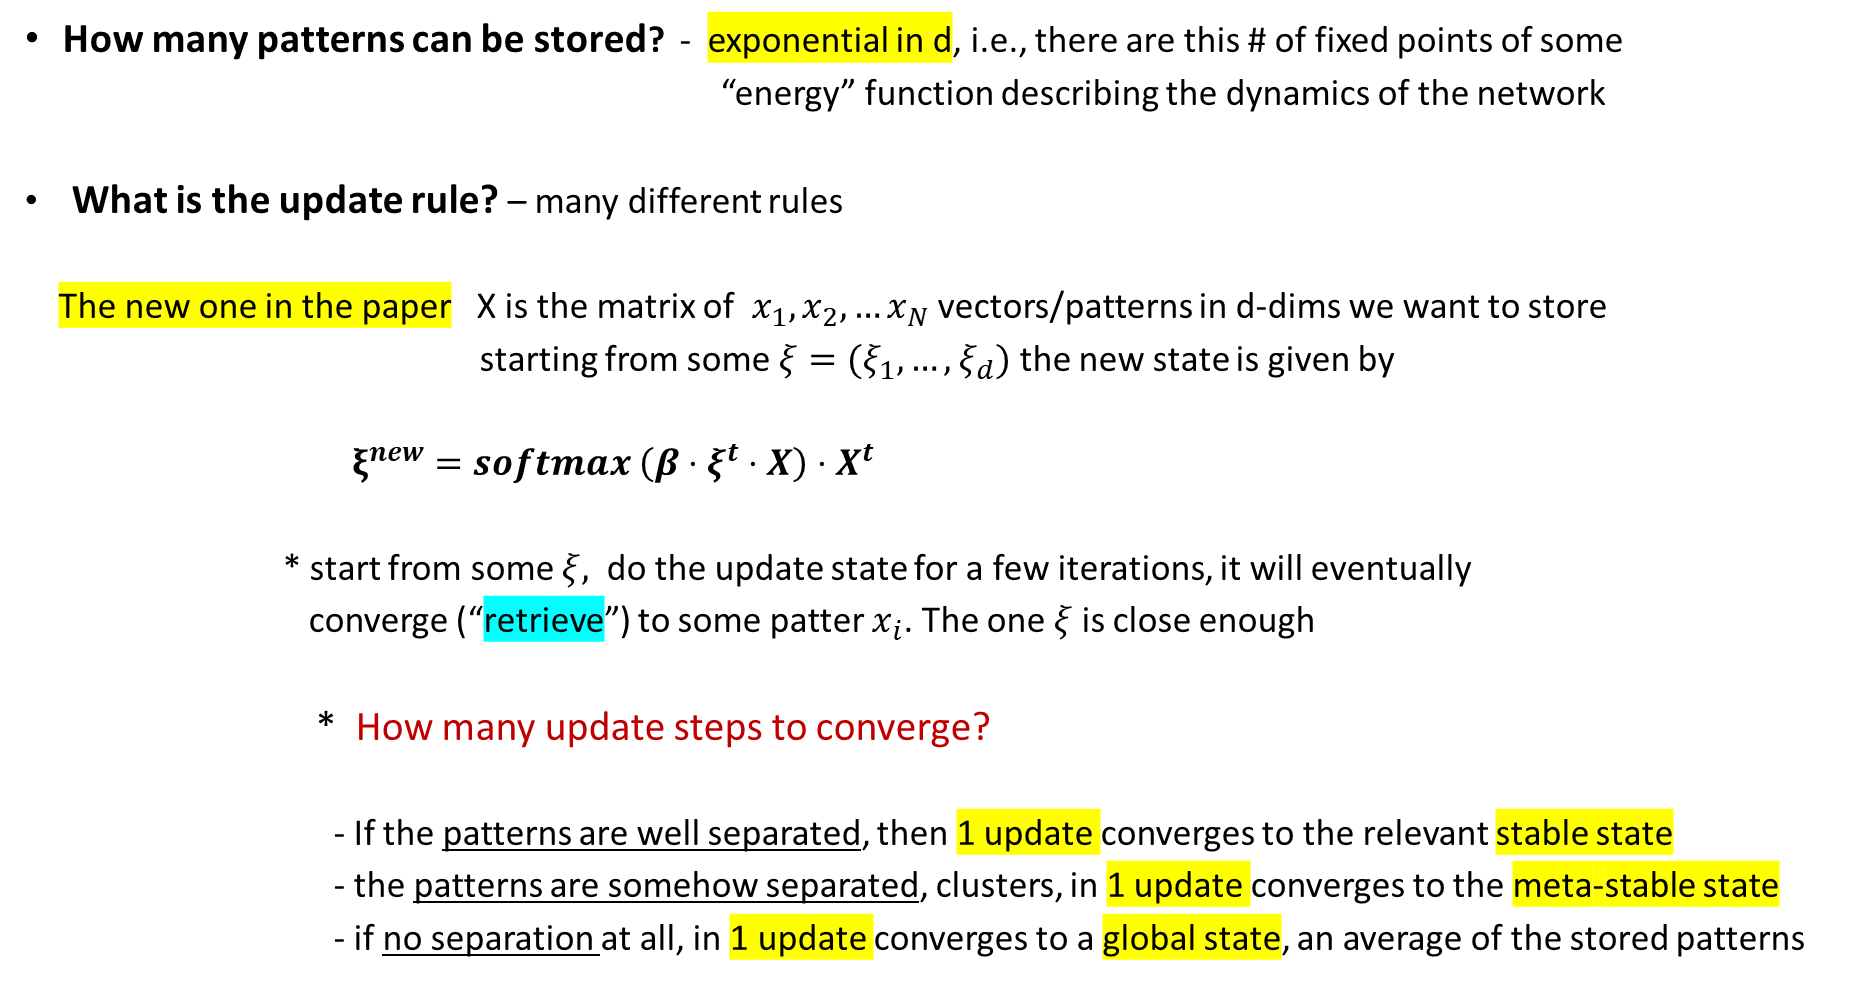 • How many patterns can be stored? - exponential in d, i.e., there are this # of fixed points of some
“energy” function describing the dynamics of the network
• What is the update rule? – many different rules
The new one in the paper X is the matrix of x₁, x₂, … x_N vectors/patterns in d-dims we want to store
starting from some ξ = (ξ₁, … , ξ_d) the new state is given by
ξ^new = softmax (β · ξ^t · X) · X^t
* start from some ξ, do the update state for a few iterations, it will eventually
converge (“retrieve”) to some patter x_i. The one ξ is close enough
* How many update steps to converge?
- If the patterns are well separated, then 1 update converges to the relevant stable state
- the patterns are somehow separated, clusters, in 1 update converges to the meta-stable state
- if no separation at all, in 1 update converges to a global state, an average of the stored patterns